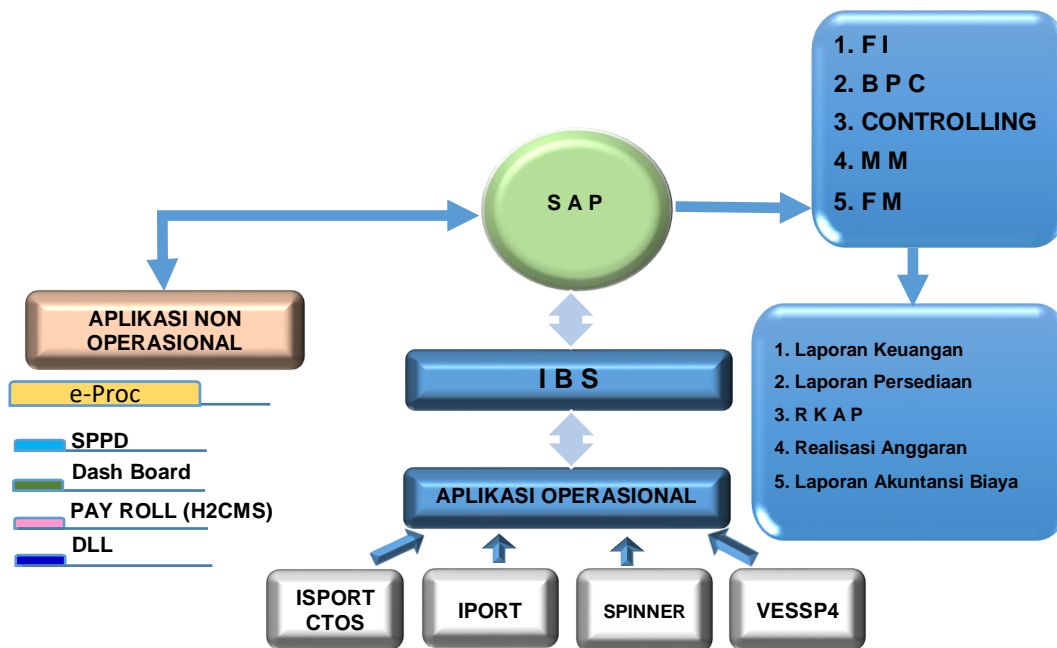 1. F I
2. B P C
3. CONTROLLING
4. M M
5. F M
S A P
APLIKASI NON
OPERASIONAL
e-Proc
SPPD
Dash Board
PAY ROLL (H2CMS)
DLL
I B S
APLIKASI OPERASIONAL
ISPORT
CTOS
IPORT
SPINNER
VESSP4
1. Laporan Keuangan
2. Laporan Persediaan
3. R K A P
4. Realisasi Anggaran
5. Laporan Akuntansi Biaya